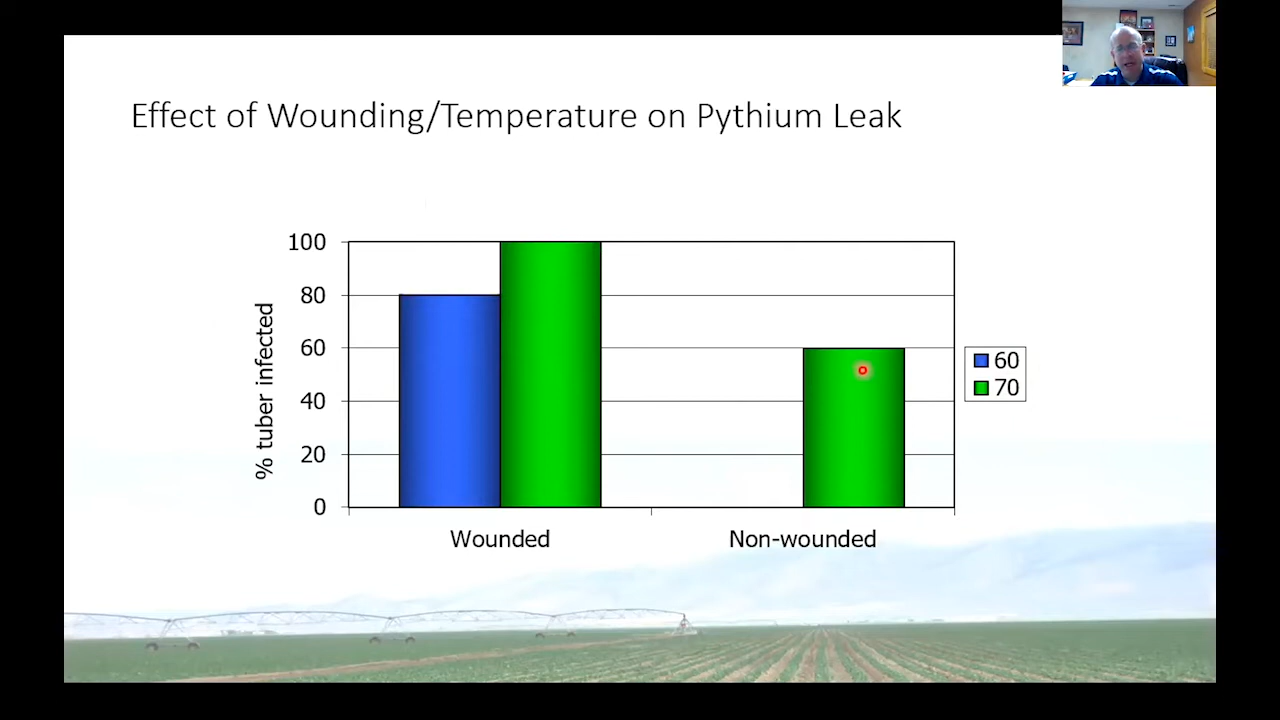 Effect of Wounding/Temperature on Pythium Leak
100
80
60
40
20
0
% tuber infected
Wounded
Non-wounded
60
70